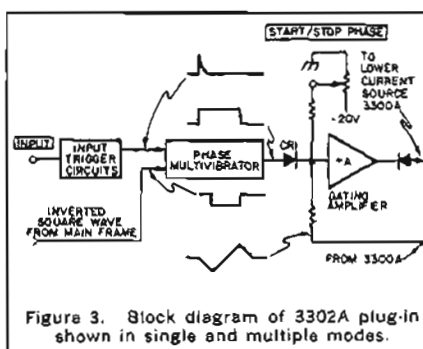 START/STOP PHASE
TO
LOWER
CURRENT
SOURCE
3300A
-20V
INPUT
INPUT
TRIGGER
CIRCUITS
PHASE
MULTIVIBRATOR
CR1
+A
GATING
AMPLIFIER
INVERTED
SQUARE WAVE
FROM MAIN FRAME
FROM 3300A
Figure 3. Block diagram of 3302A plug-in
shown in single and multiple modes.